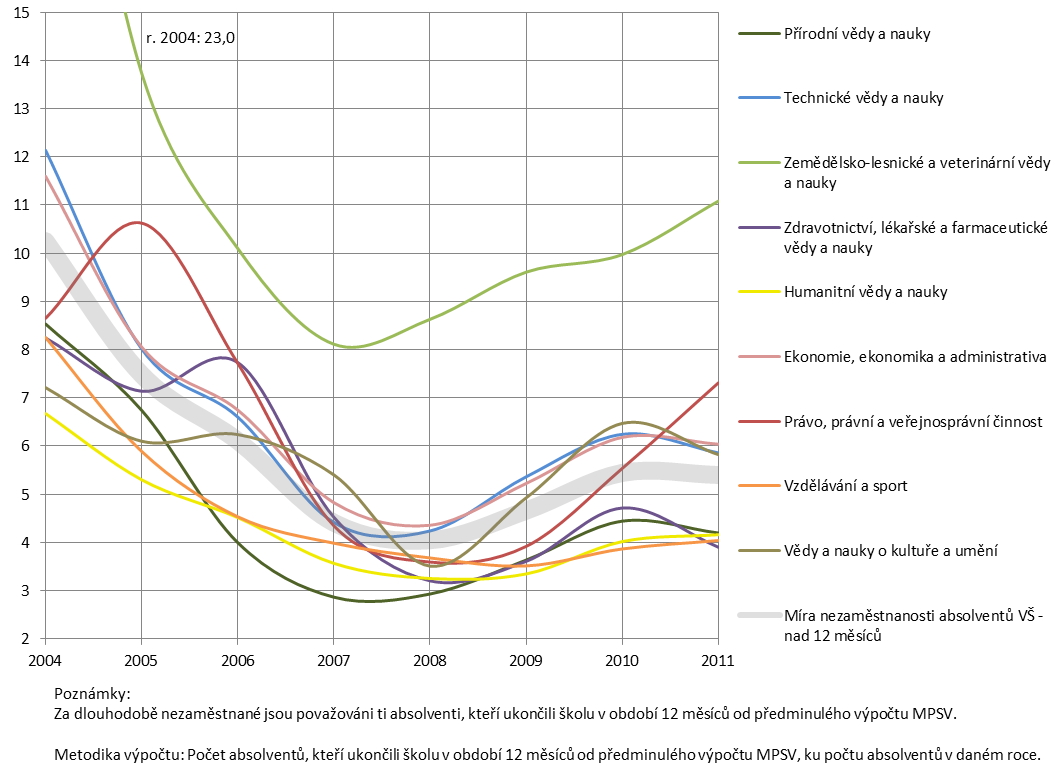 15
14
13
12
11
10
9
8
7
6
5
4
3
2
r. 2004: 23,0
2004 2005 2006 2007 2008 2009 2010 2011
Přírodní vědy a nauky
Technické vědy a nauky
Zemědělsko-lesnické a veterinární vědy
a nauky
Zdravotnictví, lékařské a farmaceutické
vědy a nauky
Humanitní vědy a nauky
Ekonomie, ekonomika a administrativa
Právo, právní a veřejnosprávní činnost
Vzdělávání a sport
Vědy a nauky o kultuře a umění
Míra nezaměstnanosti absolventů VŠ -
nad 12 měsíců
Poznámky:
Za dlouhodobě nezaměstnané jsou považováni ti absolventi, kteří ukončili školu v období 12 měsíců od předminulého výpočtu MPSV.
Metodika výpočtu: Počet absolventů, kteří ukončili školu v období 12 měsíců od předminulého výpočtu MPSV, ku počtu absolventů v daném roce.